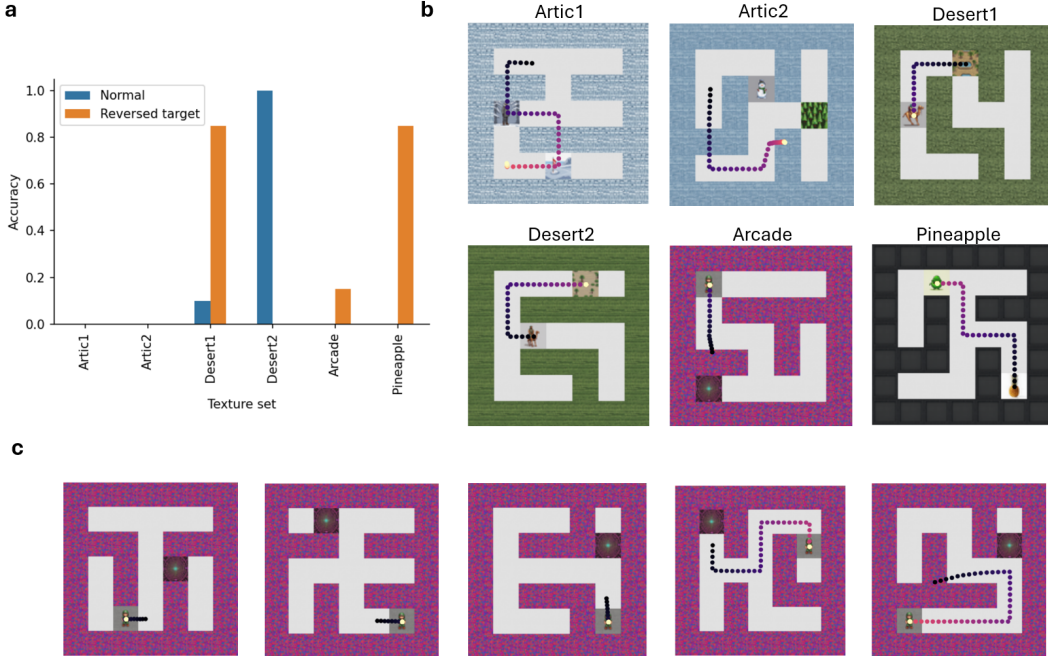 a
Accuracy
1.0
0.8
0.6
0.4
0.2
0.0
Normal
Reversed target
Artic1
Artic2
Desert1
Desert2
Arcade
Pineapple
Texture set
b
Artic1
Artic2
Desert1
Desert2
Arcade
Pineapple
c